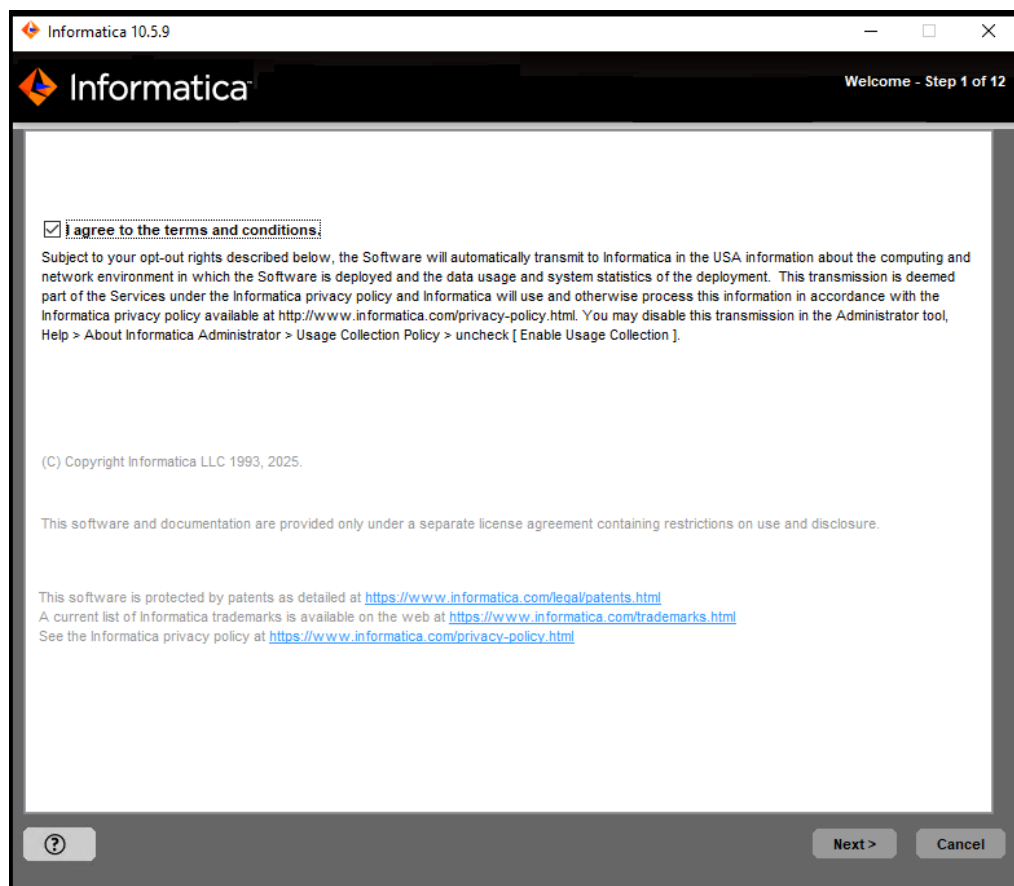 Informatica 10.5.9
Informatica
Welcome - Step 1 of 12
I agree to the terms and conditions.
Subject to your opt-out rights described below, the Software will automatically transmit to Informatica in the USA information about the computing and
network environment in which the Software is deployed and the data usage and system statistics of the deployment. This transmission is deemed
part of the Services under the Informatica privacy policy and Informatica will use and otherwise process this information in accordance with the
Informatica privacy policy available at http://www.informatica.com/privacy-policy.html. You may disable this transmission in the Administrator tool,
Help > About Informatica Administrator > Usage Collection Policy > uncheck [ Enable Usage Collection ].
(C) Copyright Informatica LLC 1993, 2025.
This software and documentation are provided only under a separate license agreement containing restrictions on use and disclosure.
This software is protected by patents as detailed at https://www.informatica.com/legal/patents.html
A current list of Informatica trademarks is available on the web at https://www.informatica.com/trademarks.html
See the Informatica privacy policy at https://www.informatica.com/privacy-policy.html
?
Next >
Cancel